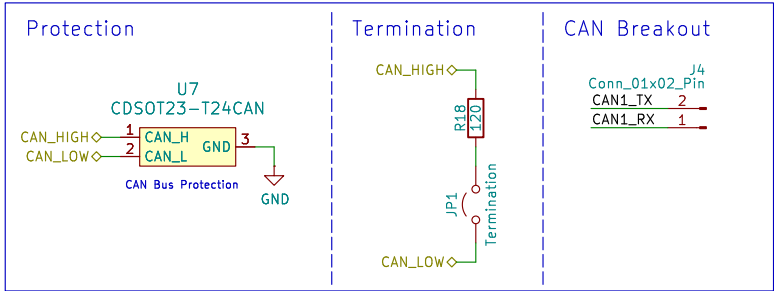 Protection
Termination
CAN Breakout
U7
CDSOT23-T24CAN
CAN_HIGH
1
CAN_H
CAN_LOW
2
CAN_L
GND
3
CAN Bus Protection
GND
CAN_HIGH
R18
120
JP1
Termination
CAN_LOW
J4
Conn_01x02_Pin
CAN1_TX
2
CAN1_RX
1